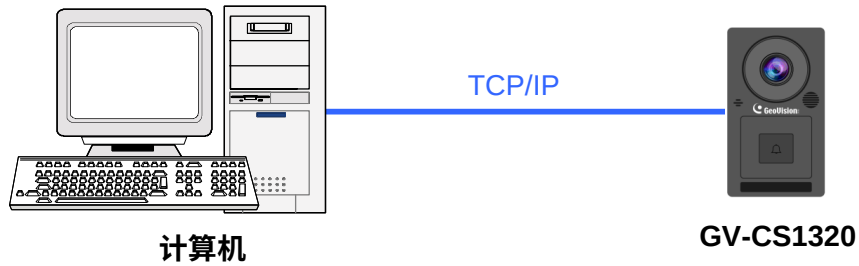 TCP/IP
GeoVision
计算机
GV-CS1320